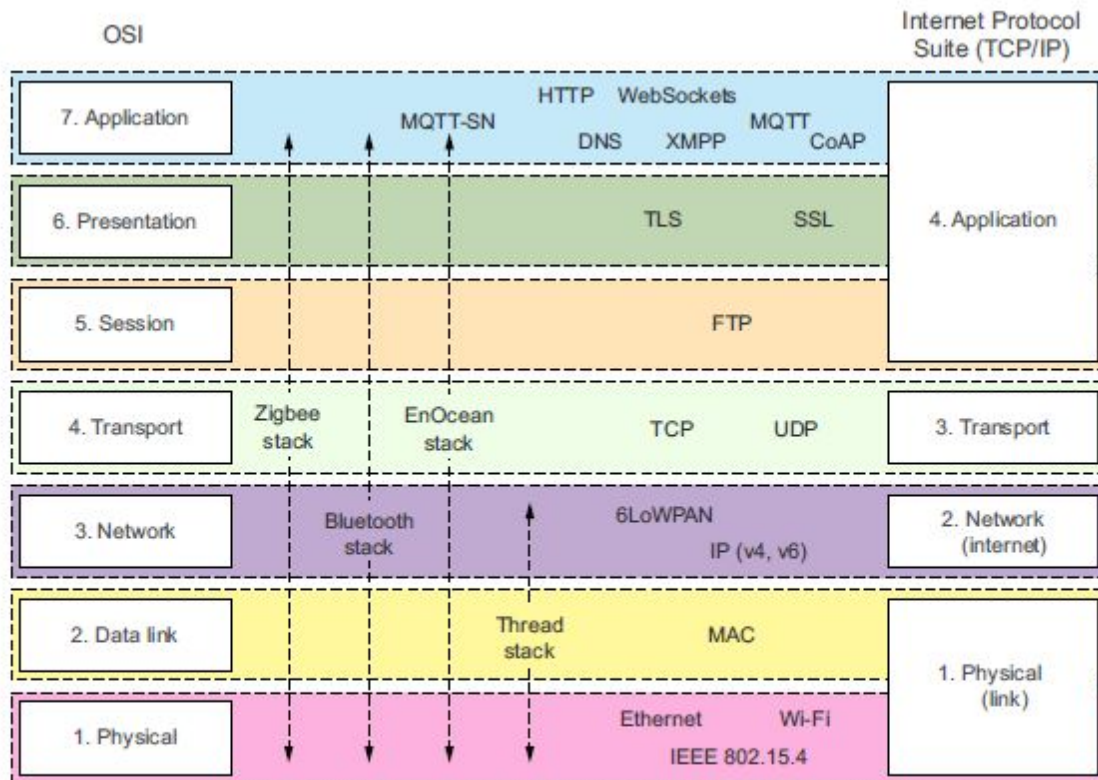 OSI
Internet Protocol
Suite (TCP/IP)
7. Application
HTTP WebSockets
MQTT-SN
MQTT
DNS XMPP
CoAP
6. Presentation
TLS SSL
4. Application
5. Session
FTP
4. Transport
Zigbee
stack
EnOcean
stack
TCP UDP
3. Transport
3. Network
Bluetooth
stack
6LoWPAN
IP (v4, v6)
2. Network
(internet)
2. Data link
Thread
stack
MAC
1. Physical
(link)
1. Physical
Ethernet Wi-Fi
IEEE 802.15.4